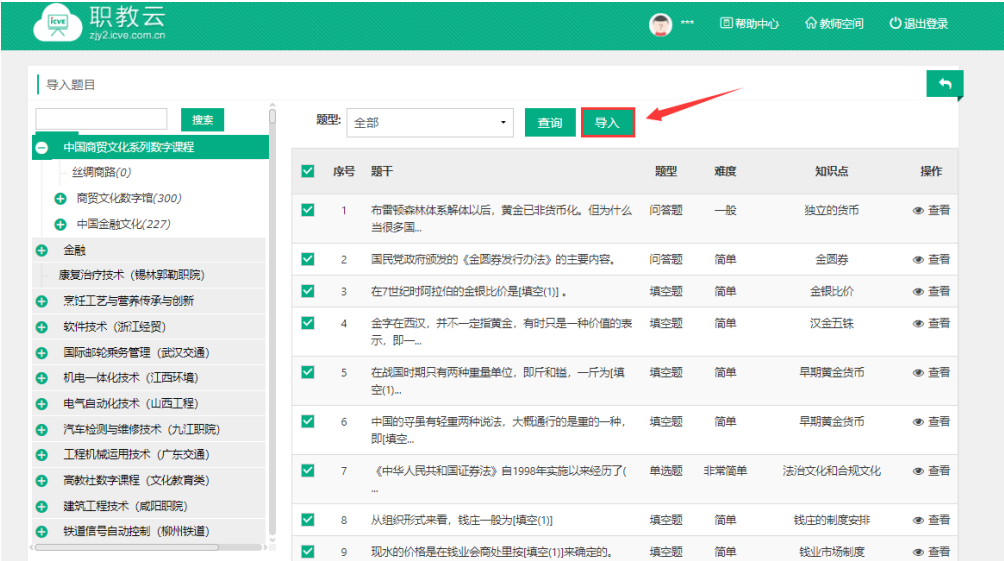 icve
职教云
zjy2.icve.com.cn
*** 帮助中心 教师空间 退出登录
导入题目
搜索
题型: 全部 查询 导入
中国商贸文化系列数字课程
丝绸商路(0)
商贸文化数字馆(300)
中国金融文化(227)
金融
康复治疗技术（锡林郭勒职院）
烹饪工艺与营养传承与创新
软件技术（浙江经贸）
国际邮轮乘务管理（武汉交通）
机电一体化技术（江西环境）
电气自动化技术（山西工程）
汽车检测与维修技术（九江职院）
工程机械运用技术（广东交通）
高教社数字课程（文化教育类）
建筑工程技术（咸阳职院）
铁道信号自动控制（柳州铁道）
序号 题干 题型 难度 知识点 操作
1 布雷顿森林体系解体以后，黄金已非货币化。但为什么 问答题 一般 独立的货币 查看
当很多国...
2 国民党政府颁发的《金圆券发行办法》的主要内容。 问答题 简单 金圆券 查看
3 在7世纪时阿拉伯的金银比价是[填空(1)] 。 填空题 简单 金银比价 查看
4 金字在西汉，并不一定指黄金，有时只是一种价值的表 填空题 简单 汉金五铢 查看
示，即一...
5 在战国时期只有两种重量单位，即斤和镒，一斤为[填 填空题 简单 早期黄金货币 查看
空(1)...
6 中国的寽虽有轻重两种说法，大概通行的是重的一种， 填空题 简单 早期黄金货币 查看
即[填空...
7 《中华人民共和国证券法》自1998年实施以来经历了( 单选题 非常简单 法治文化和合规文化 查看
...
8 从组织形式来看，钱庄一般为[填空(1)] 填空题 简单 钱庄的制度安排 查看
9 现水的价格是在钱业会商处里按[填空(1)]来确定的。 填空题 简单 钱业市场制度 查看